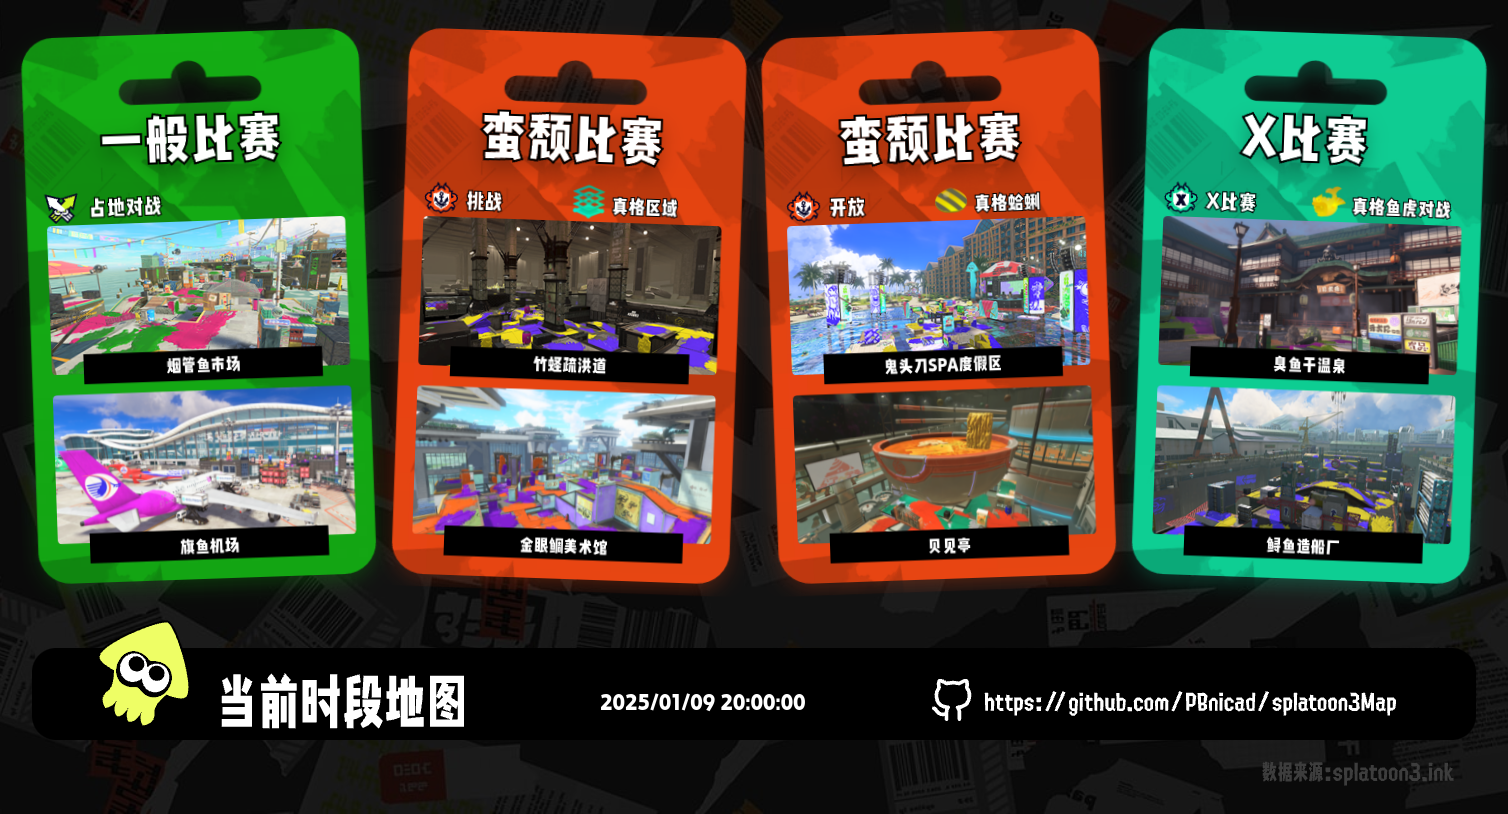 一般比赛
占地对战
烟管鱼市场
旗鱼机场
蛮颓比赛
挑战
真格区域
竹蛏疏洪道
金眼鲷美术馆
蛮颓比赛
开放
真格蛤蜊
鬼头刀SPA度假区
贝见亭
X比赛
X比赛
真格鱼虎对战
臭鱼干温泉
鲟鱼造船厂
当前时段地图
2025/01/09 20:00:00
https://github.com/PBnicad/splatoon3Map
数据来源:splatoon3.ink